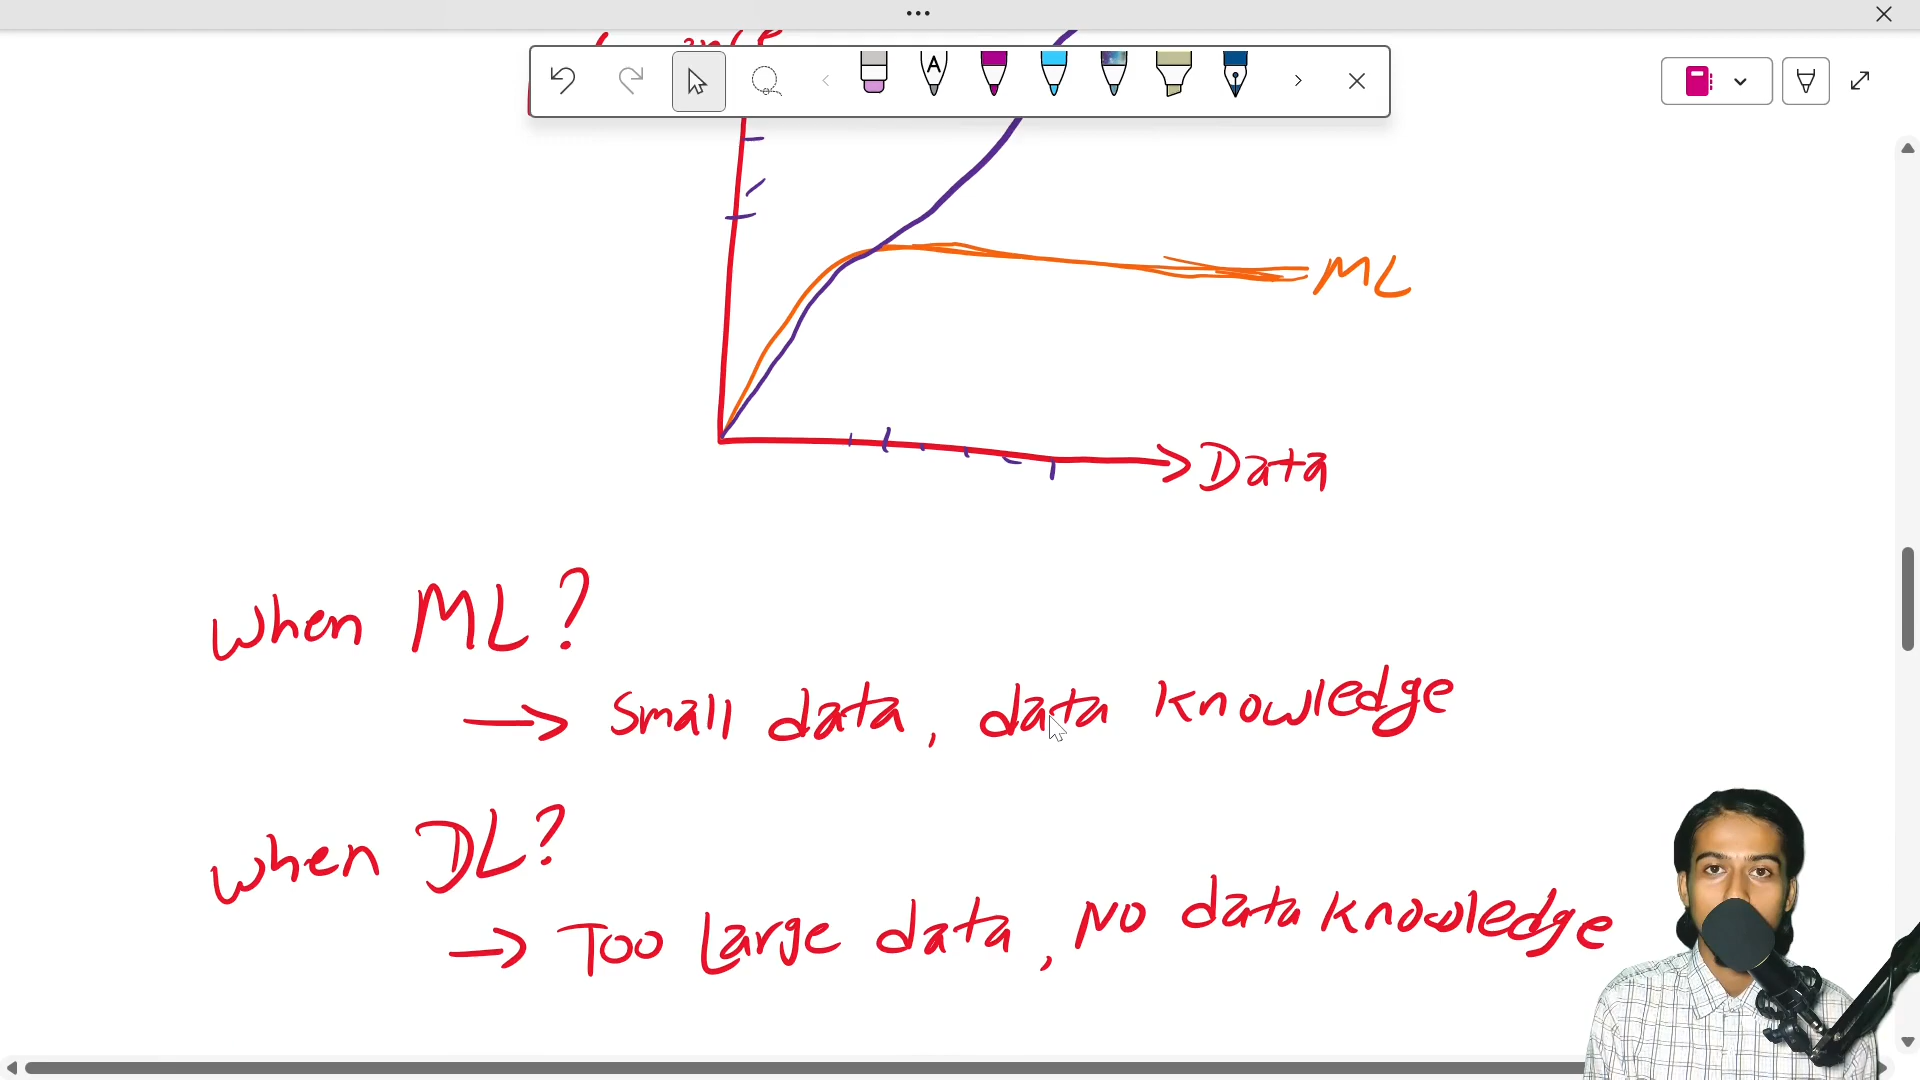 ML
Data
When ML?
→ Small data, data knowledge
When DL?
→ Too Large data, No data knowledge